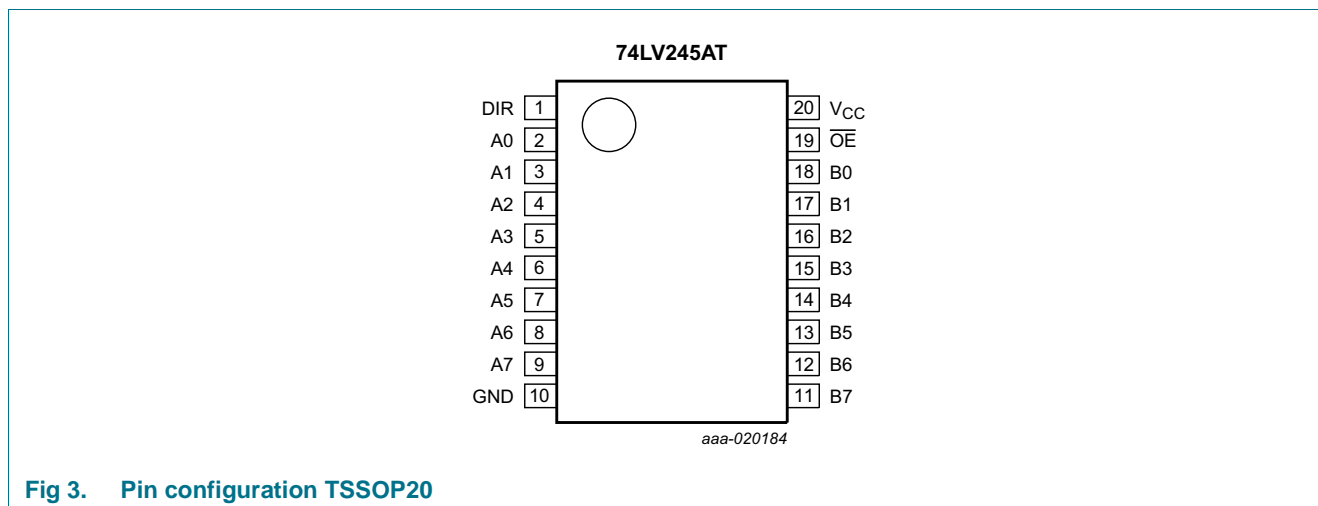 74LV245AT
DIR 1 20 VCC
A0 2 19 O̅E̅
A1 3 18 B0
A2 4 17 B1
A3 5 16 B2
A4 6 15 B3
A5 7 14 B4
A6 8 13 B5
A7 9 12 B6
GND 10 11 B7
aaa-020184
Fig 3. Pin configuration TSSOP20